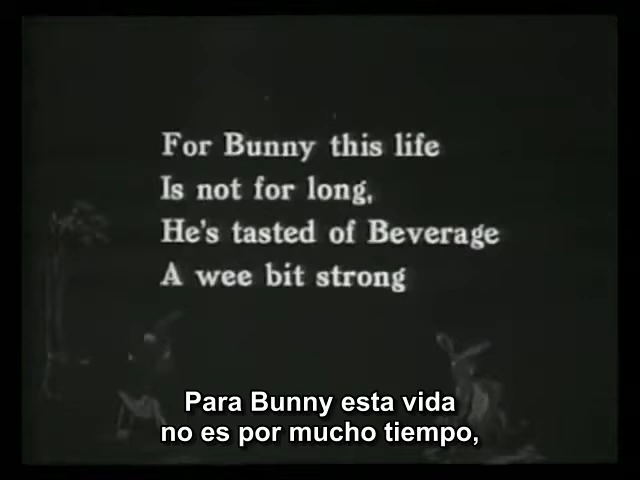 For Bunny this life
Is not for long,
He's tasted of Beverage
A wee bit strong
Para Bunny esta vida
no es por mucho tiempo,